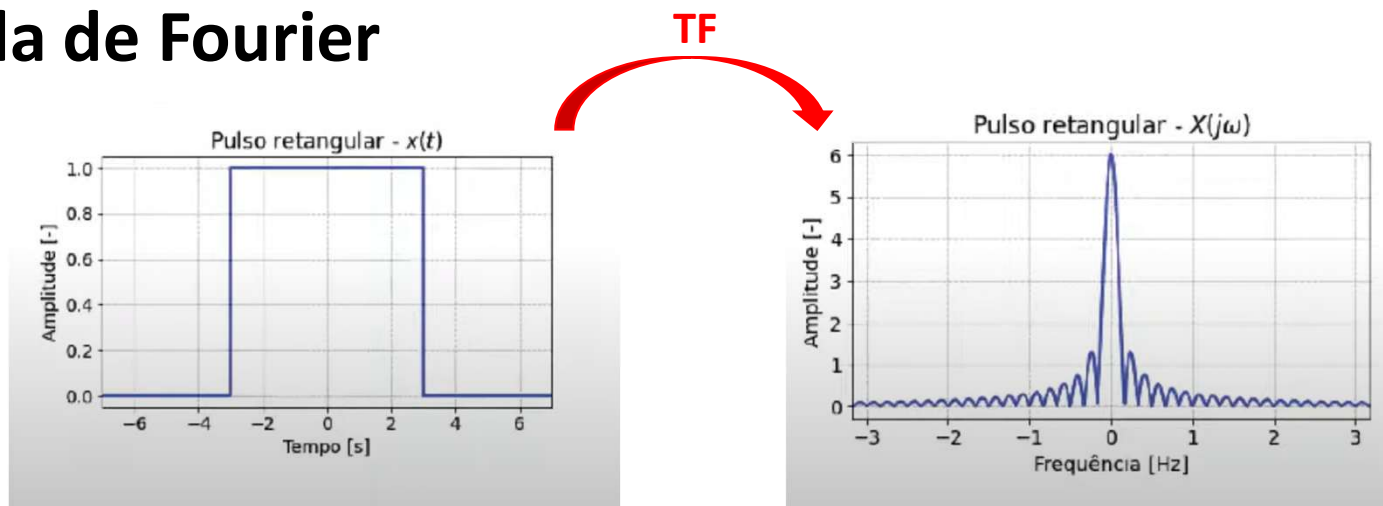 la de Fourier
TF
Pulso retangular - x(t)
Amplitude [-]
1.0
0.8
0.6
0.4
0.2
0.0
−6 −4 −2 0 2 4 6
Tempo [s]
Pulso retangular - X(jω)
Amplitude [-]
6
5
4
3
2
1
0
−3 −2 −1 0 1 2 3
Frequência [Hz]